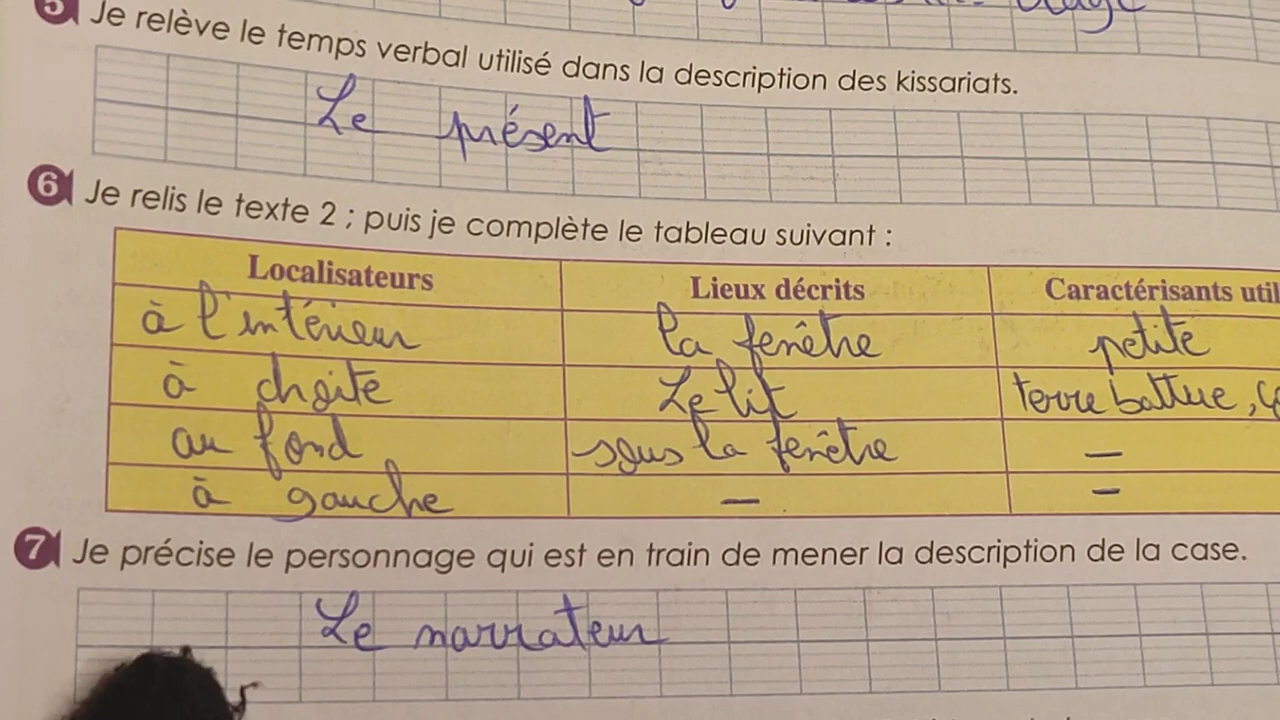 5 Je relève le temps verbal utilisé dans la description des kissariats.
Le présent
6 Je relis le texte 2 ; puis je complète le tableau suivant :
Localisateurs Lieux décrits Caractérisants util
à l'intérieur la fenêtre petite
à droite Le lit terre battue,
au fond sous la fenêtre —
à gauche — —
7 Je précise le personnage qui est en train de mener la description de la case.
Le narrateur